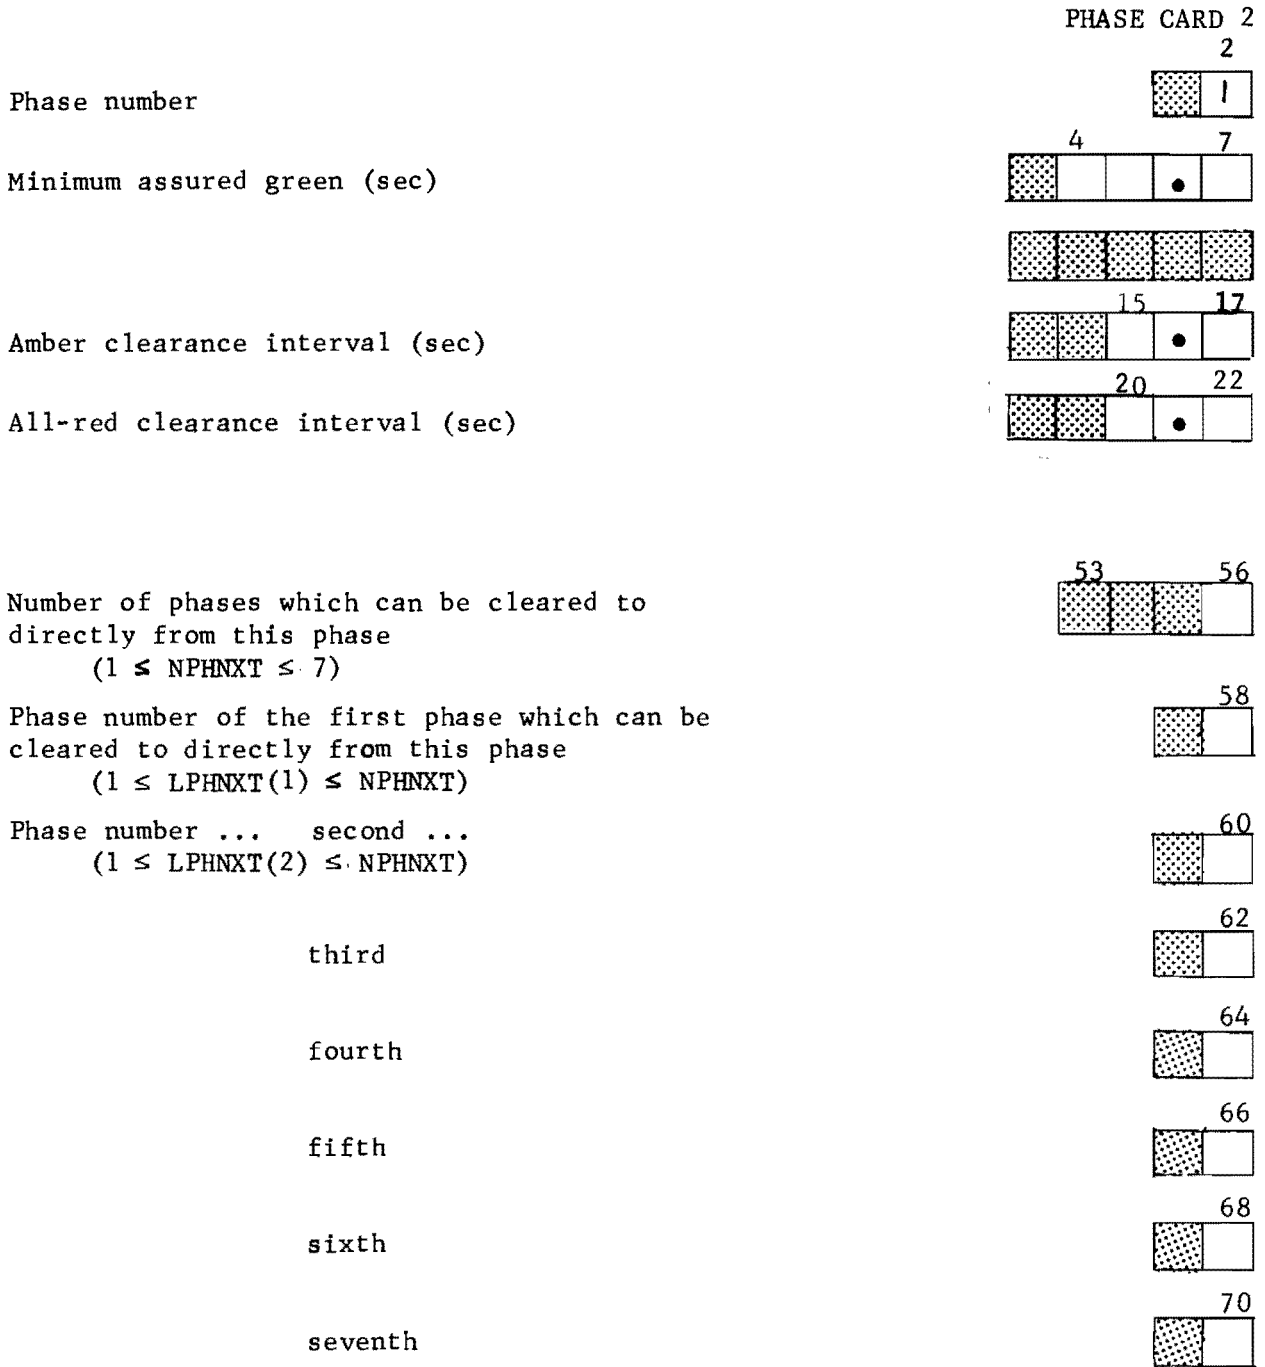 PHASE CARD 2
2
Phase number 1
4 7
Minimum assured green (sec) .
15 17
Amber clearance interval (sec) .
20 22
All-red clearance interval (sec) .
53 56
Number of phases which can be cleared to
directly from this phase
(1 ≤ NPHNXT ≤ 7)
58
Phase number of the first phase which can be
cleared to directly from this phase
(1 ≤ LPHNXT(1) ≤ NPHNXT)
60
Phase number ... second ...
(1 ≤ LPHNXT(2) ≤ NPHNXT)
62
third
64
fourth
66
fifth
68
sixth
70
seventh